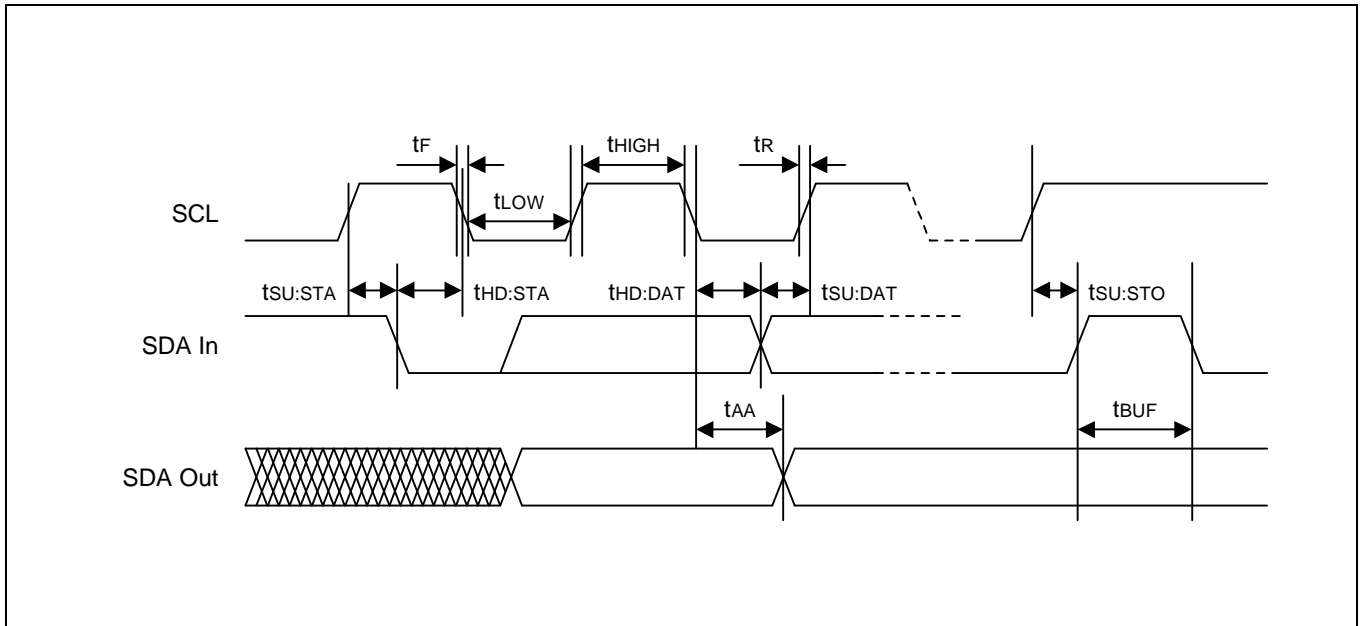 tF
tHIGH
tR
SCL
tLOW
tSU:STA
tHD:STA
tHD:DAT
tSU:DAT
tSU:STO
SDA In
tAA
tBUF
SDA Out